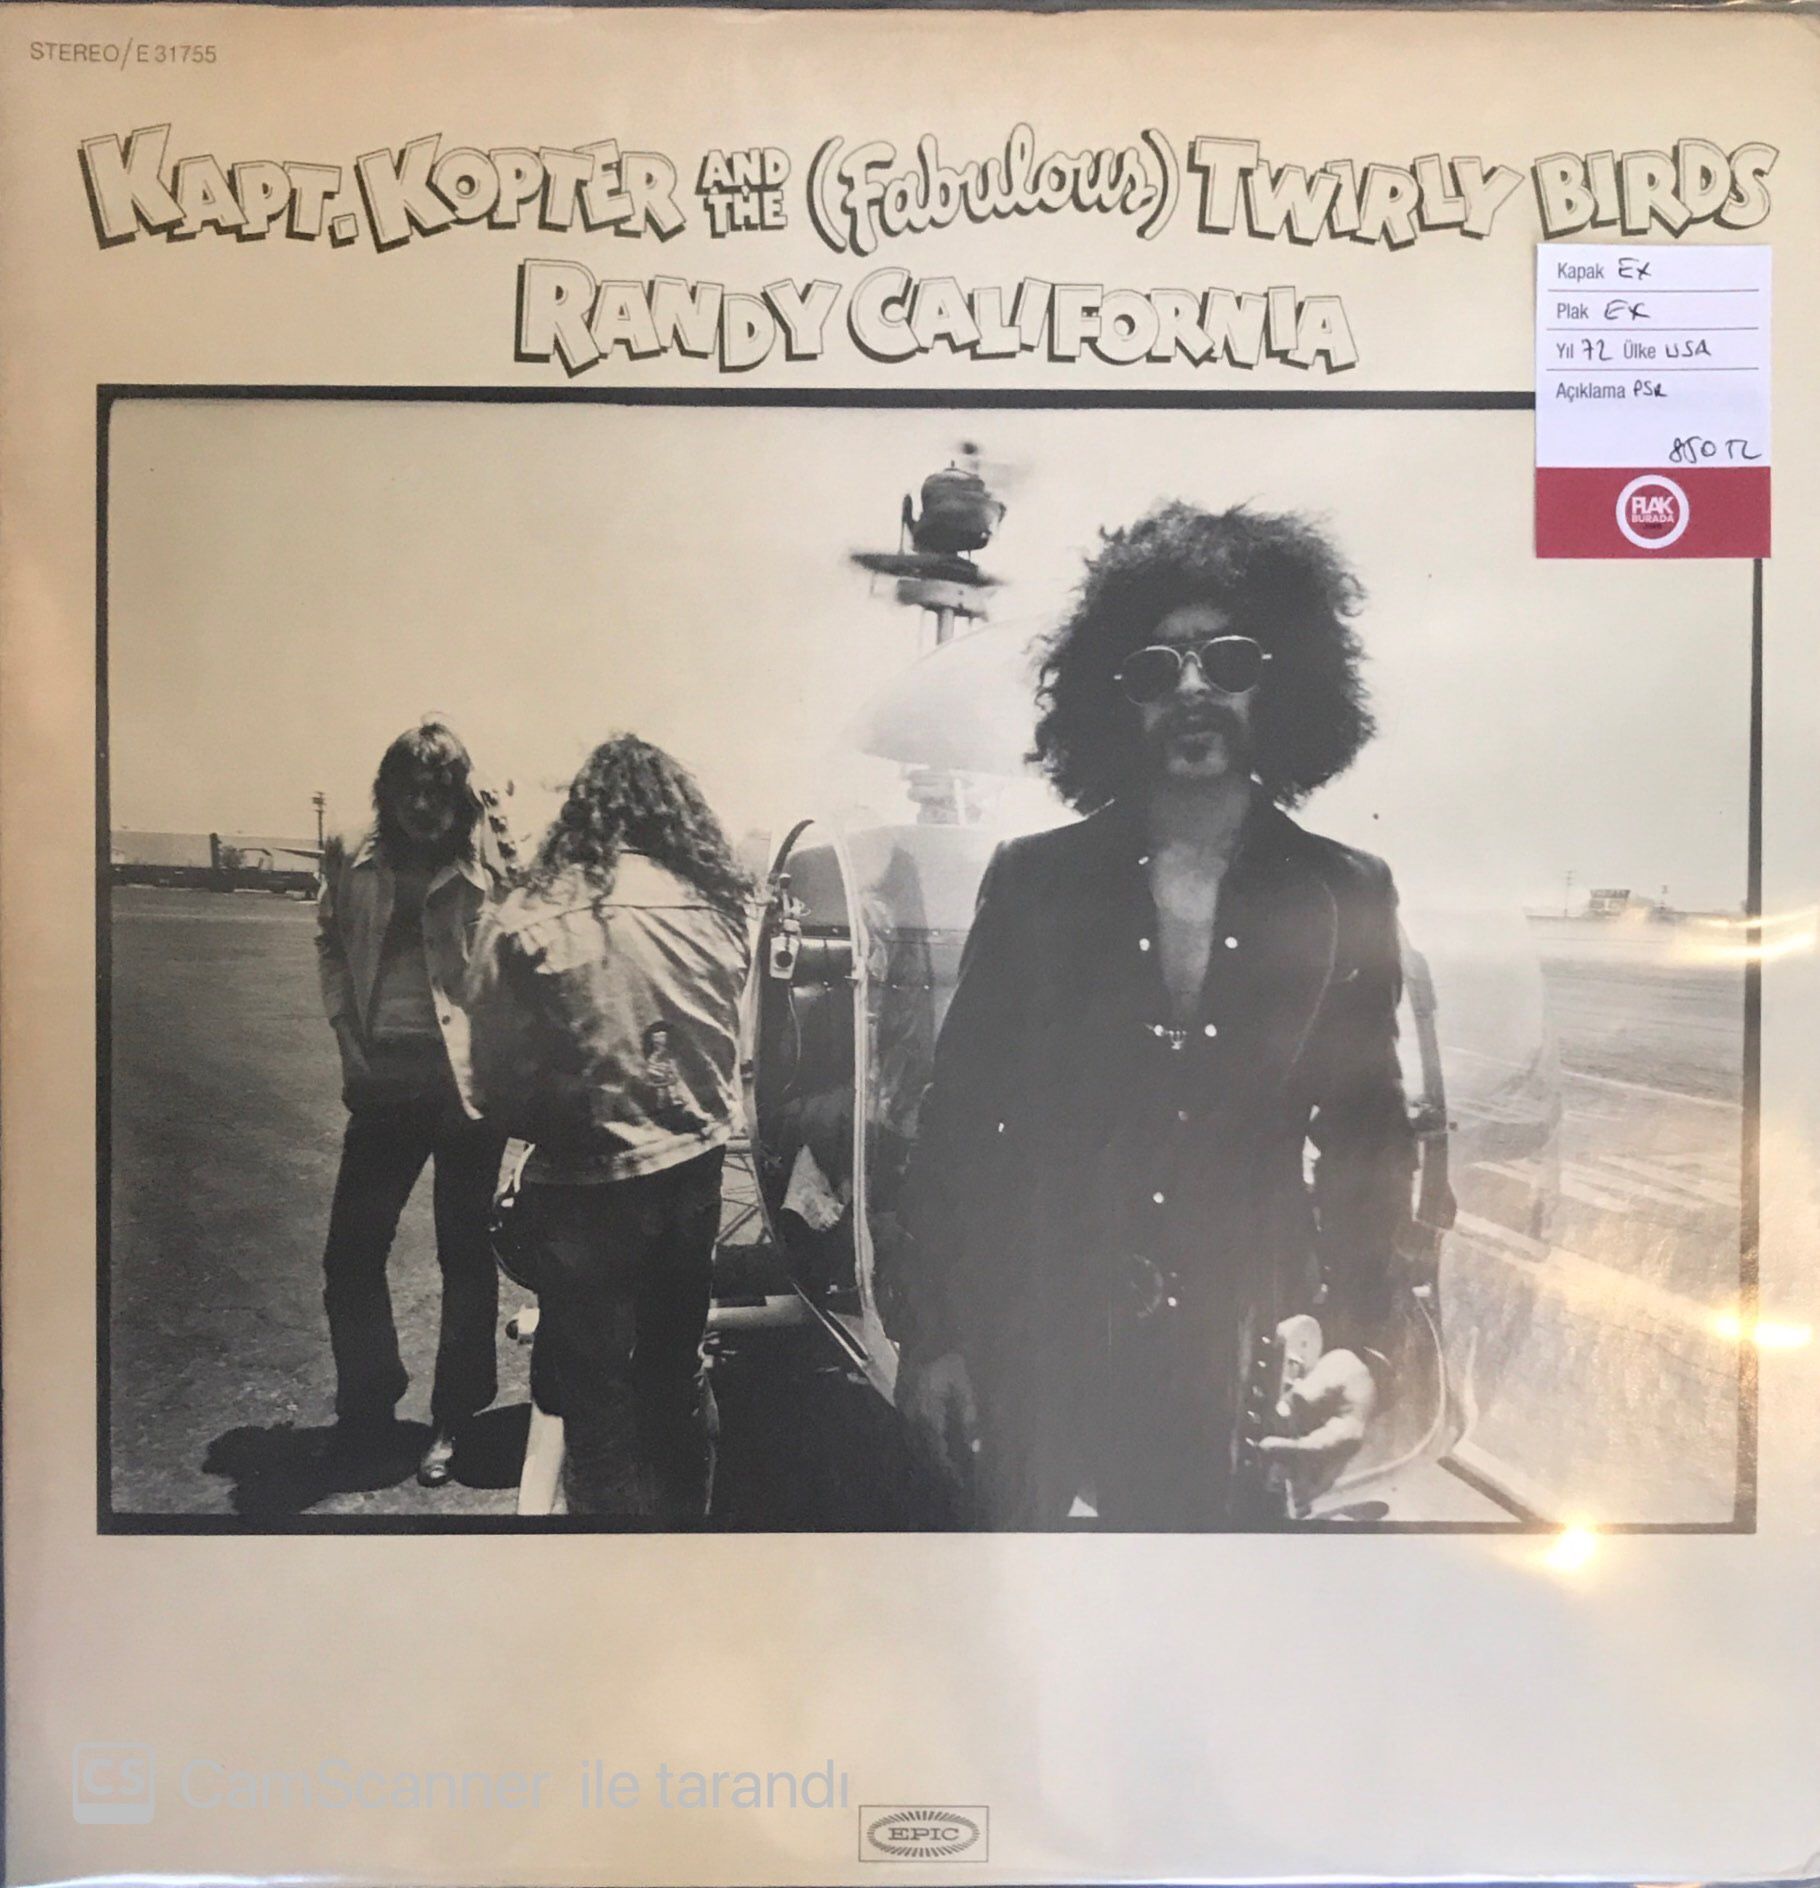 STEREO/E 31755
KAPT. KOPTER AND THE (Fabulous) TWIRLY BIRDS
RANDY CALIFORNIA
Kapak EX
Plak EX
Yıl 72 Ülke USA
Açıklama PSR
850 TL
PLAK
BURADA
CS CamScanner ile tarandı
EPIC